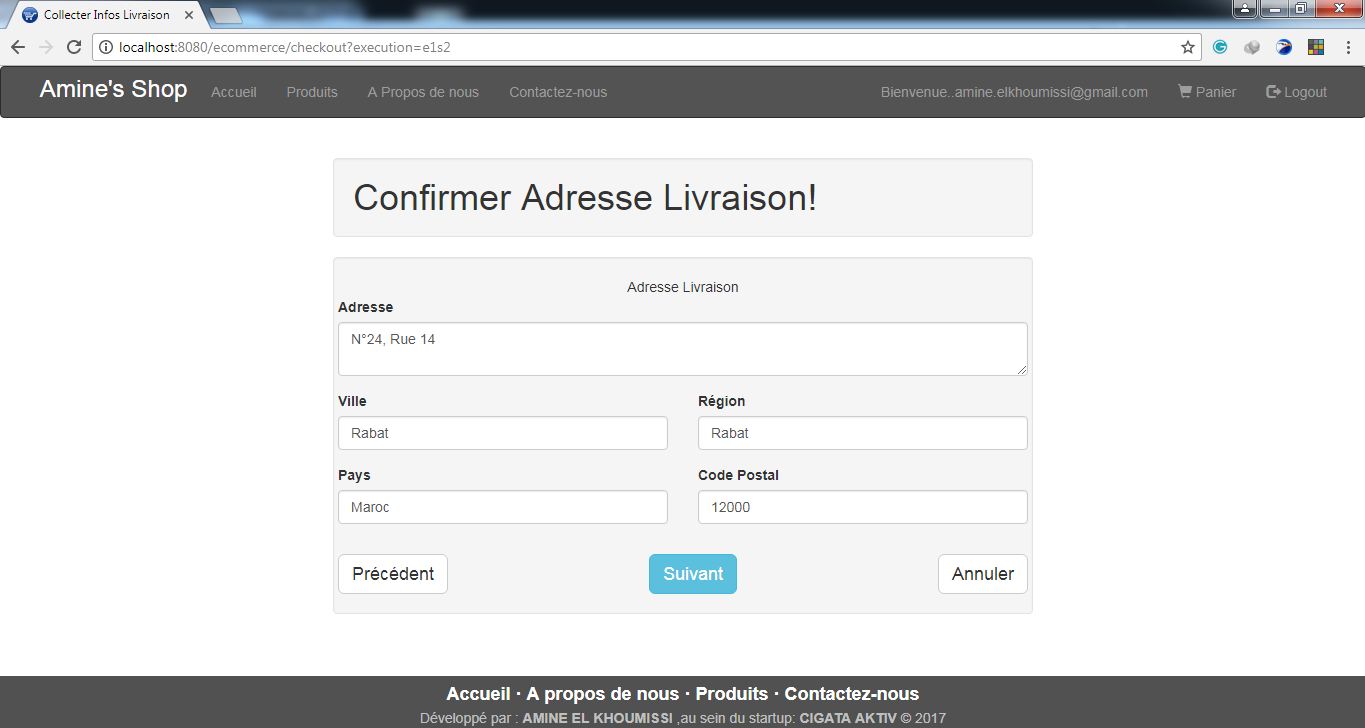 Collecter Infos Livraison
localhost:8080/ecommerce/checkout?execution=e1s2
Amine's Shop Accueil Produits A Propos de nous Contactez-nous Bienvenue..amine.elkhoumissi@gmail.com Panier Logout
Confirmer Adresse Livraison!
Adresse Livraison
Adresse
N°24, Rue 14
Ville Région
Rabat Rabat
Pays Code Postal
Maroc 12000
Précédent Suivant Annuler
Accueil · A propos de nous · Produits · Contactez-nous
Développé par : AMINE EL KHOUMISSI ,au sein du startup: CIGATA AKTIV © 2017